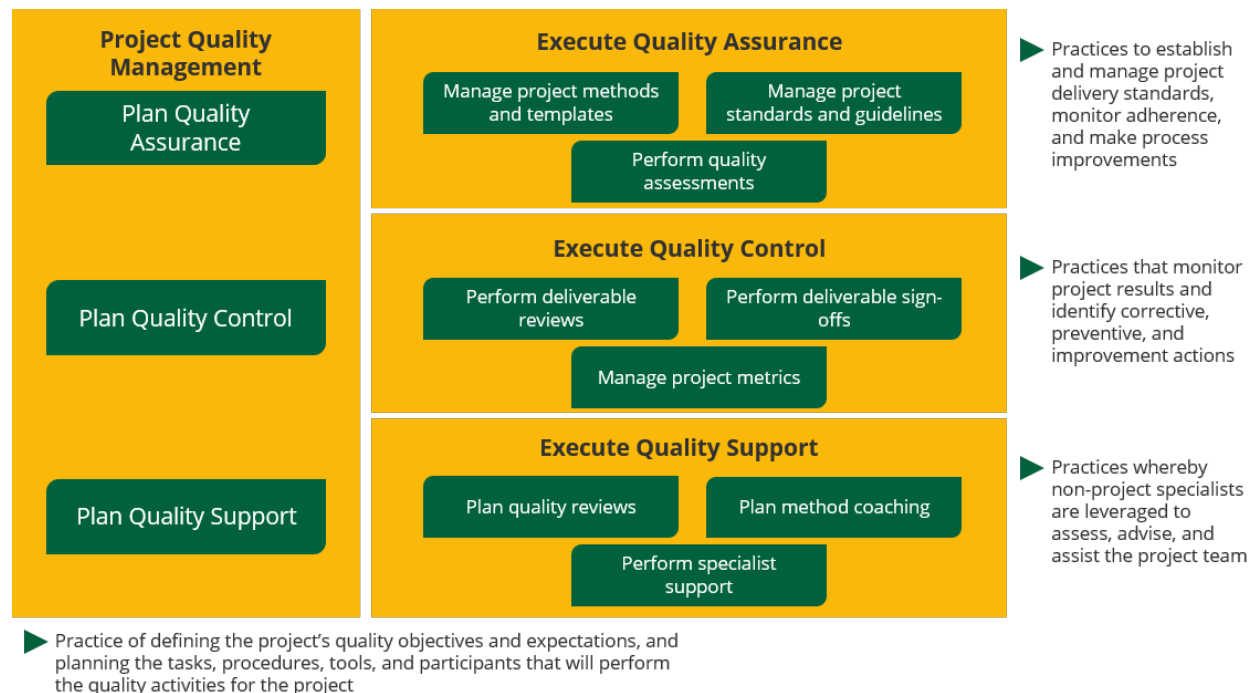 Project Quality
Management
Plan Quality
Assurance
Plan Quality Control
Plan Quality Support
Execute Quality Assurance
Manage project methods
and templates
Manage project
standards and guidelines
Perform quality
assessments
Practices to establish
and manage project
delivery standards,
monitor adherence,
and make process
improvements
Execute Quality Control
Perform deliverable
reviews
Perform deliverable sign-
offs
Manage project metrics
Practices that monitor
project results and
identify corrective,
preventive, and
improvement actions
Execute Quality Support
Plan quality reviews
Plan method coaching
Perform specialist
support
Practices whereby
non-project specialists
are leveraged to
assess, advise, and
assist the project team
Practice of defining the project’s quality objectives and expectations, and
planning the tasks, procedures, tools, and participants that will perform
the quality activities for the project